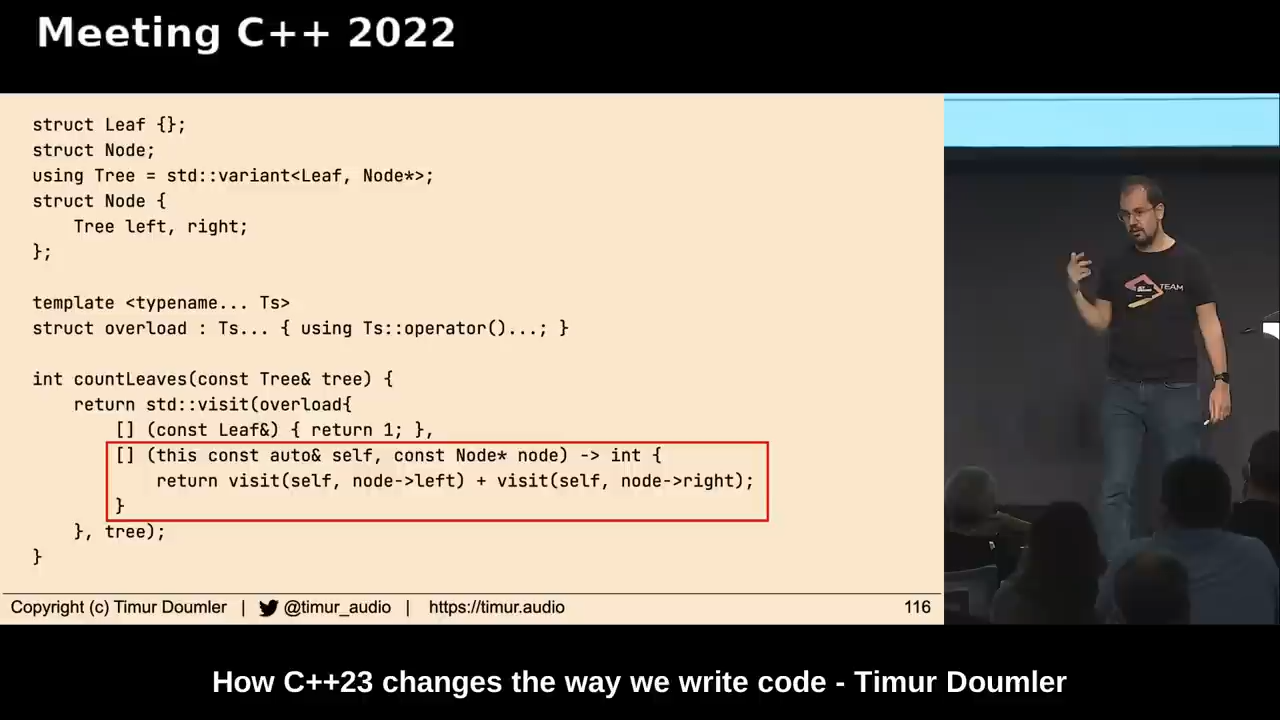 Meeting C++ 2022
struct Leaf {};
struct Node;
using Tree = std::variant<Leaf, Node*>;
struct Node {
    Tree left, right;
};
template <typename... Ts>
struct overload : Ts... { using Ts::operator()...; }
int countLeaves(const Tree& tree) {
    return std::visit(overload{
        [] (const Leaf&) { return 1; },
        [] (this const auto& self, const Node* node) -> int {
            return visit(self, node->left) + visit(self, node->right);
        }
    }, tree);
}
TEAM
Copyright (c) Timur Doumler | @timur_audio | https://timur.audio 116
How C++23 changes the way we write code - Timur Doumler